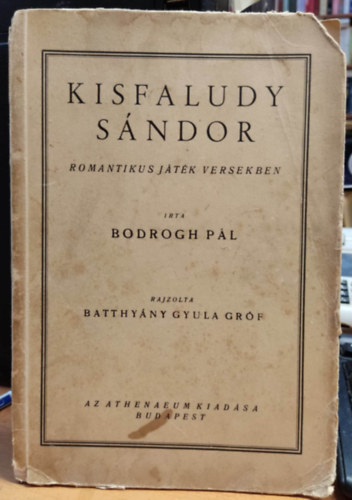 KISFALUDY
SÁNDOR
ROMANTIKUS JÁTÉK VERSEKBEN
IRTA
BODROGH PÁL
RAJZOLTA
BATTHYÁNY GYULA GRÓF
AZ ATHENAEUM KIADÁSA
BUDAPEST